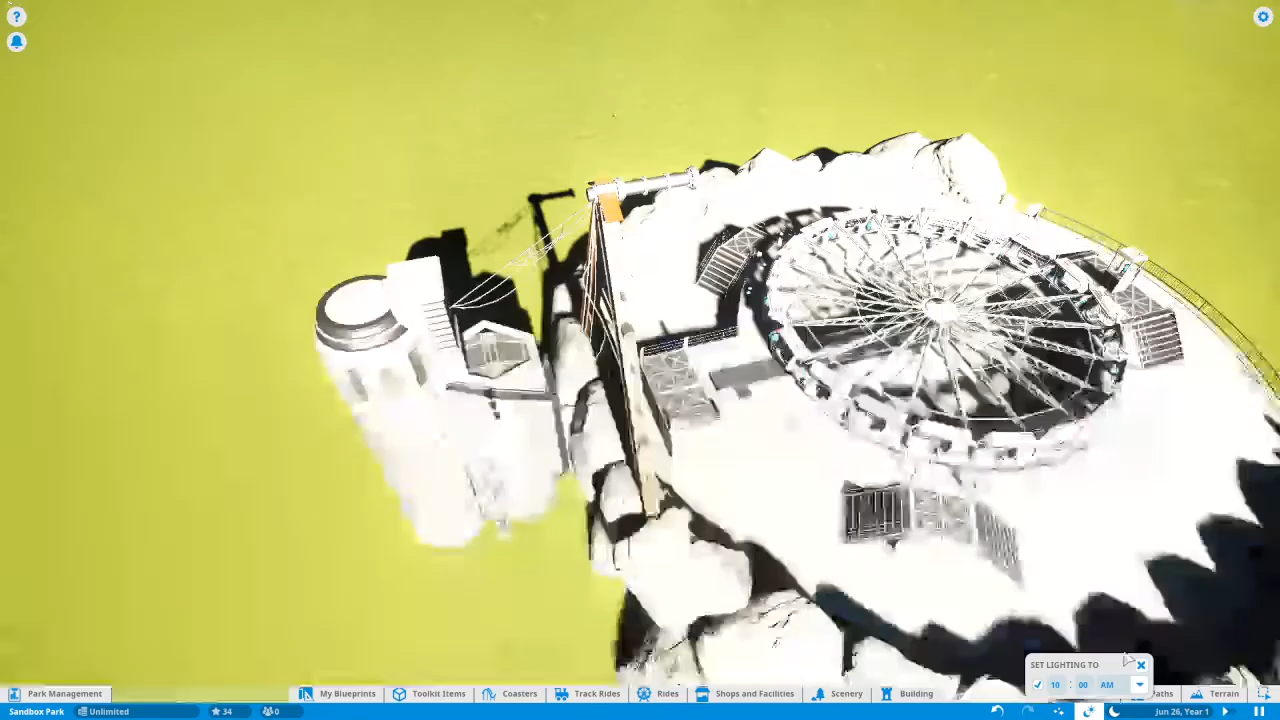 ?
SET LIGHTING TO
10 : 00 AM
Park Management
My Blueprints
Toolkit Items
Coasters
Track Rides
Rides
Shops and Facilities
Scenery
Building
Paths
Terrain
Sandbox Park
Unlimited
34
0
Jun 26, Year 1